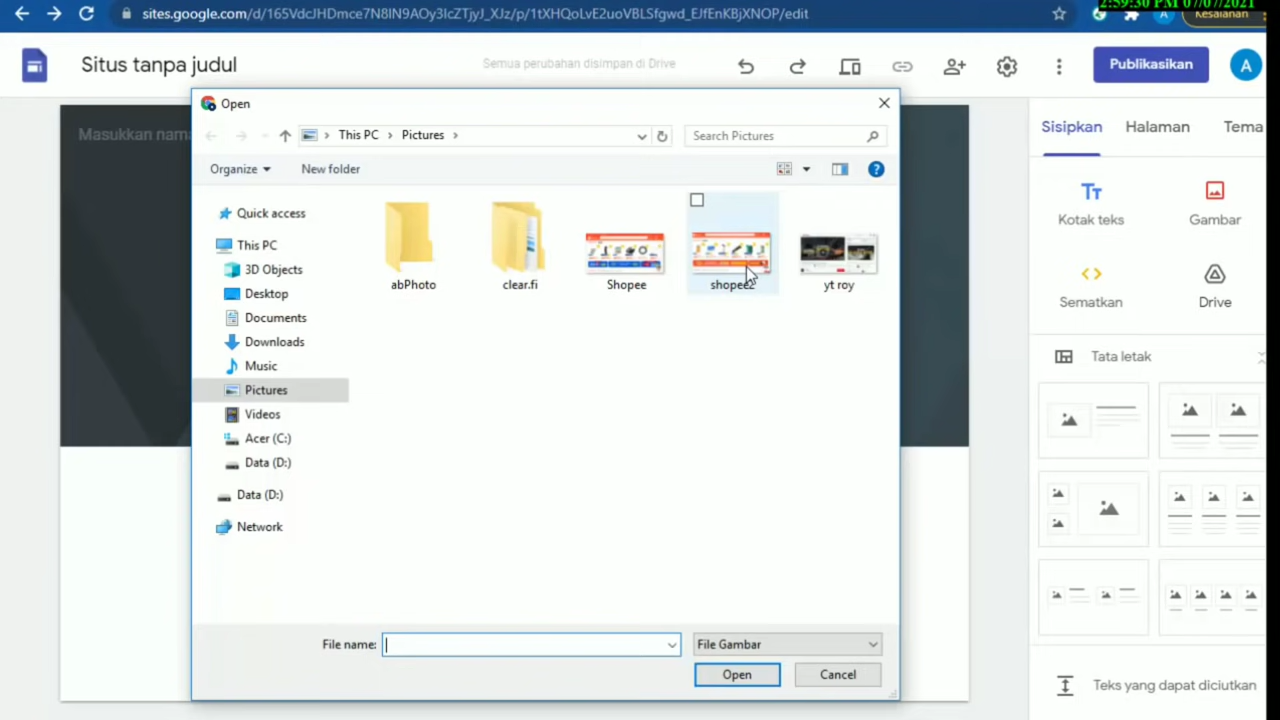 2:59:30 PM 07/07/2021
sites.google.com/d/165VdcJHDmce7N8IN9AOy3IcZTjyJ_XJz/p/1tXHQoLvE2uoVBLSfgwd_EJfEnKBjXNOP/edit
A
Kesalahan
Situs tanpa judul
Semua perubahan disimpan di Drive
Publikasikan
A
Open
Masukkan nama
This PC
Pictures
Search Pictures
Sisipkan
Halaman
Tema
Organize
New folder
Quick access
This PC
3D Objects
Desktop
Documents
Downloads
Music
Pictures
Videos
Acer (C:)
Data (D:)
Data (D:)
Network
abPhoto
clear.fi
Shopee
shopee2
yt roy
Tт
Kotak teks
Gambar
Sematkan
Drive
Tata letak
File name:
File Gambar
Open
Cancel
Teks yang dapat diciutkan